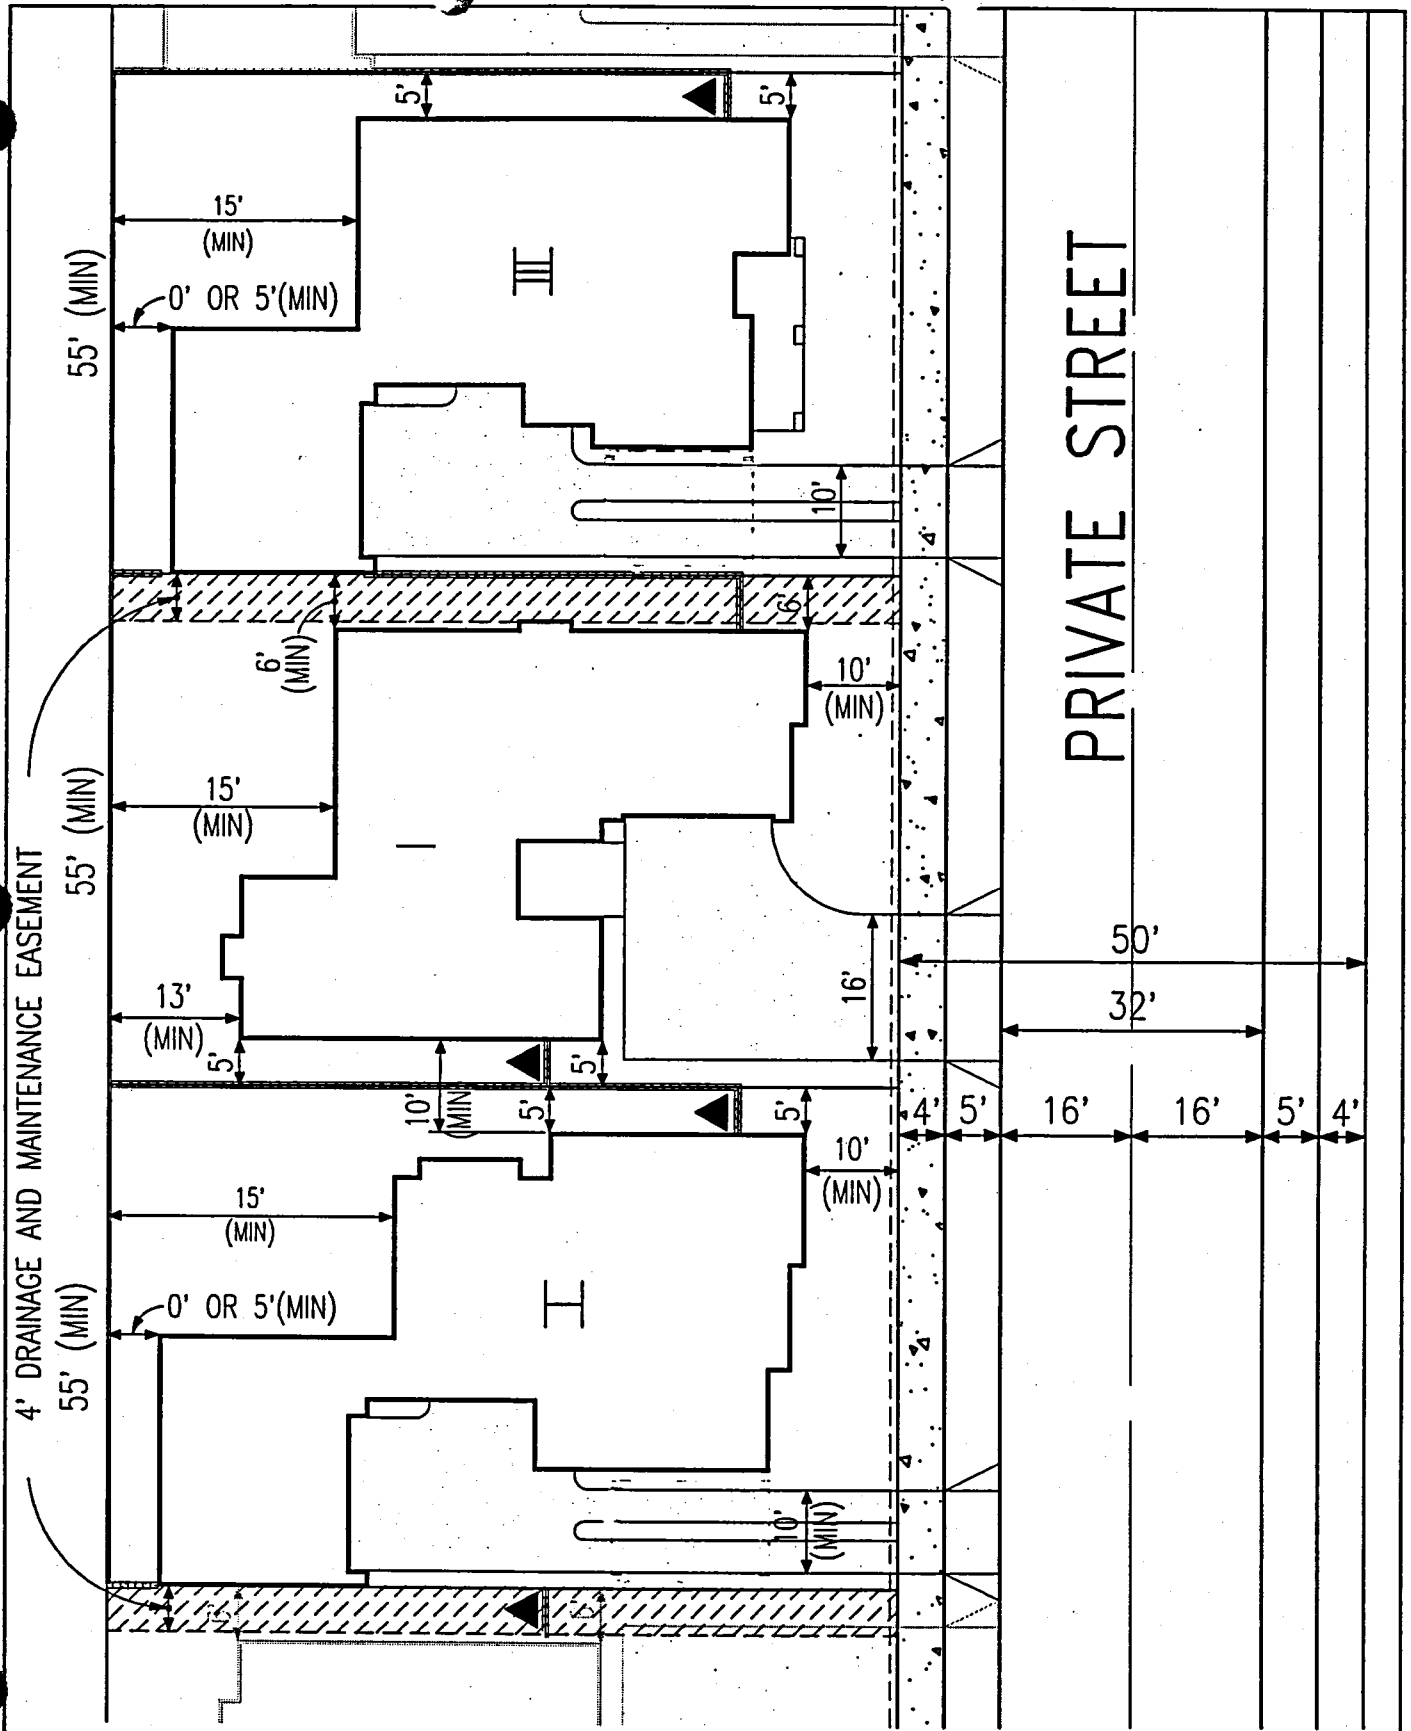 5'
5'
15'
(MIN)
III
55' (MIN)
0' OR 5'(MIN)
PRIVATE STREET
10'
6'
(MIN)
6'
10'
(MIN)
55' (MIN)
15'
(MIN)
I
4' DRAINAGE AND MAINTENANCE EASEMENT
50'
16'
32'
13'
(MIN)
5'
5'
10'
(MIN
5'
5'
4'
5'
16'
16'
5'
4'
10'
(MIN)
15'
(MIN)
55' (MIN)
0' OR 5'(MIN)
I
10'
(MIN)